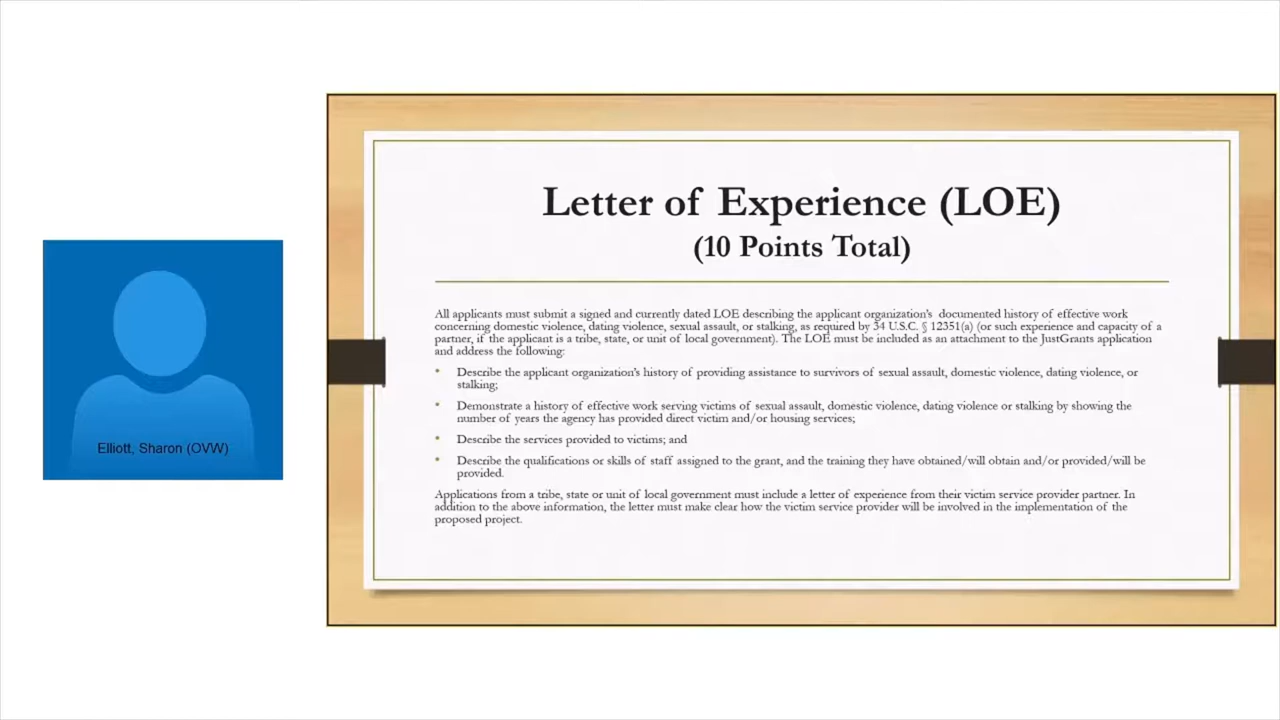 Letter of Experience (LOE)
(10 Points Total)
All applicants must submit a signed and currently dated LOE describing the applicant organization's documented history of effective work
concerning domestic violence, dating violence, sexual assault, or stalking, as required by 34 U.S.C. § 12351(a) (or such experience and capacity of a
partner, if the applicant is a tribe, state, or unit of local government). The LOE must be included as an attachment to the JustGrants application
and address the following:
• Describe the applicant organization's history of providing assistance to survivors of sexual assault, domestic violence, dating violence, or
stalking;
• Demonstrate a history of effective work serving victims of sexual assault, domestic violence, dating violence or stalking by showing the
number of years the agency has provided direct victim and/or housing services;
• Describe the services provided to victims; and
• Describe the qualifications or skills of staff assigned to the grant, and the training they have obtained/will obtain and/or provided/will be
provided.
Applications from a tribe, state or unit of local government must include a letter of experience from their victim service provider partner. In
addition to the above information, the letter must make clear how the victim service provider will be involved in the implementation of the
proposed project.
Elliott, Sharon (OVW)